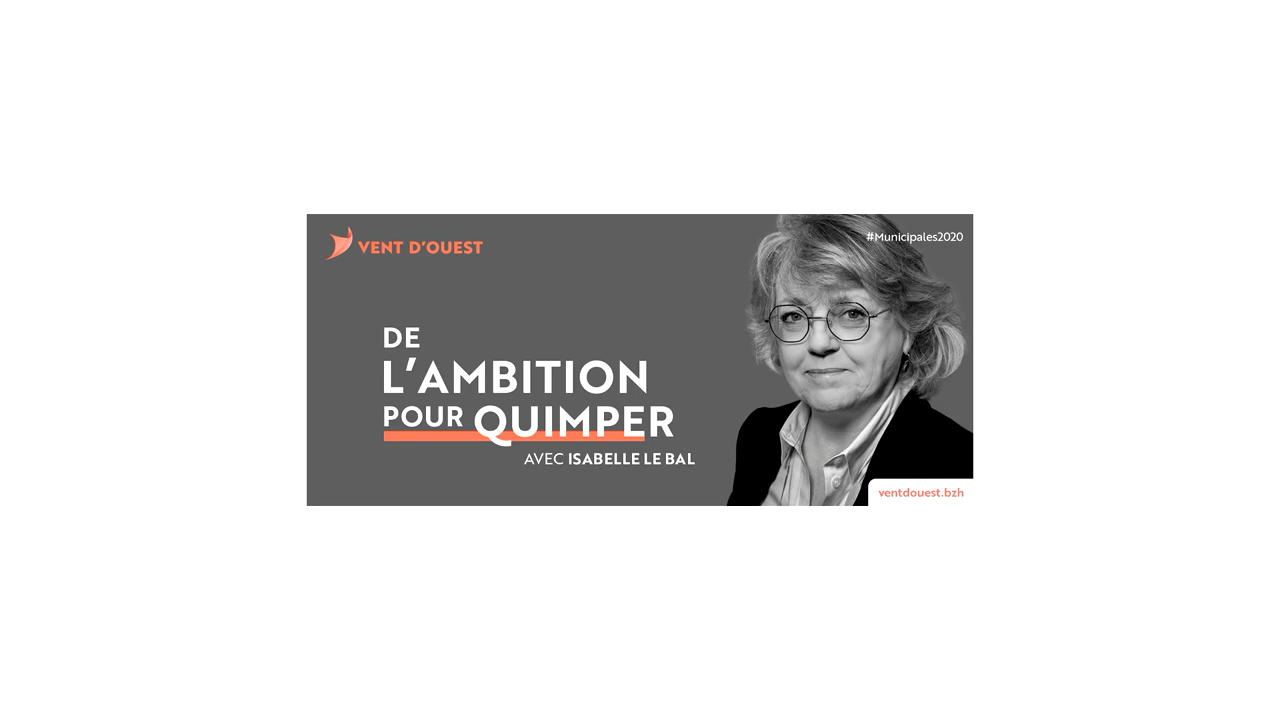 VENT D'OUEST
#Municipales2020
DE
L'AMBITION
POUR QUIMPER
AVEC ISABELLE LE BAL
ventdouest.bzh